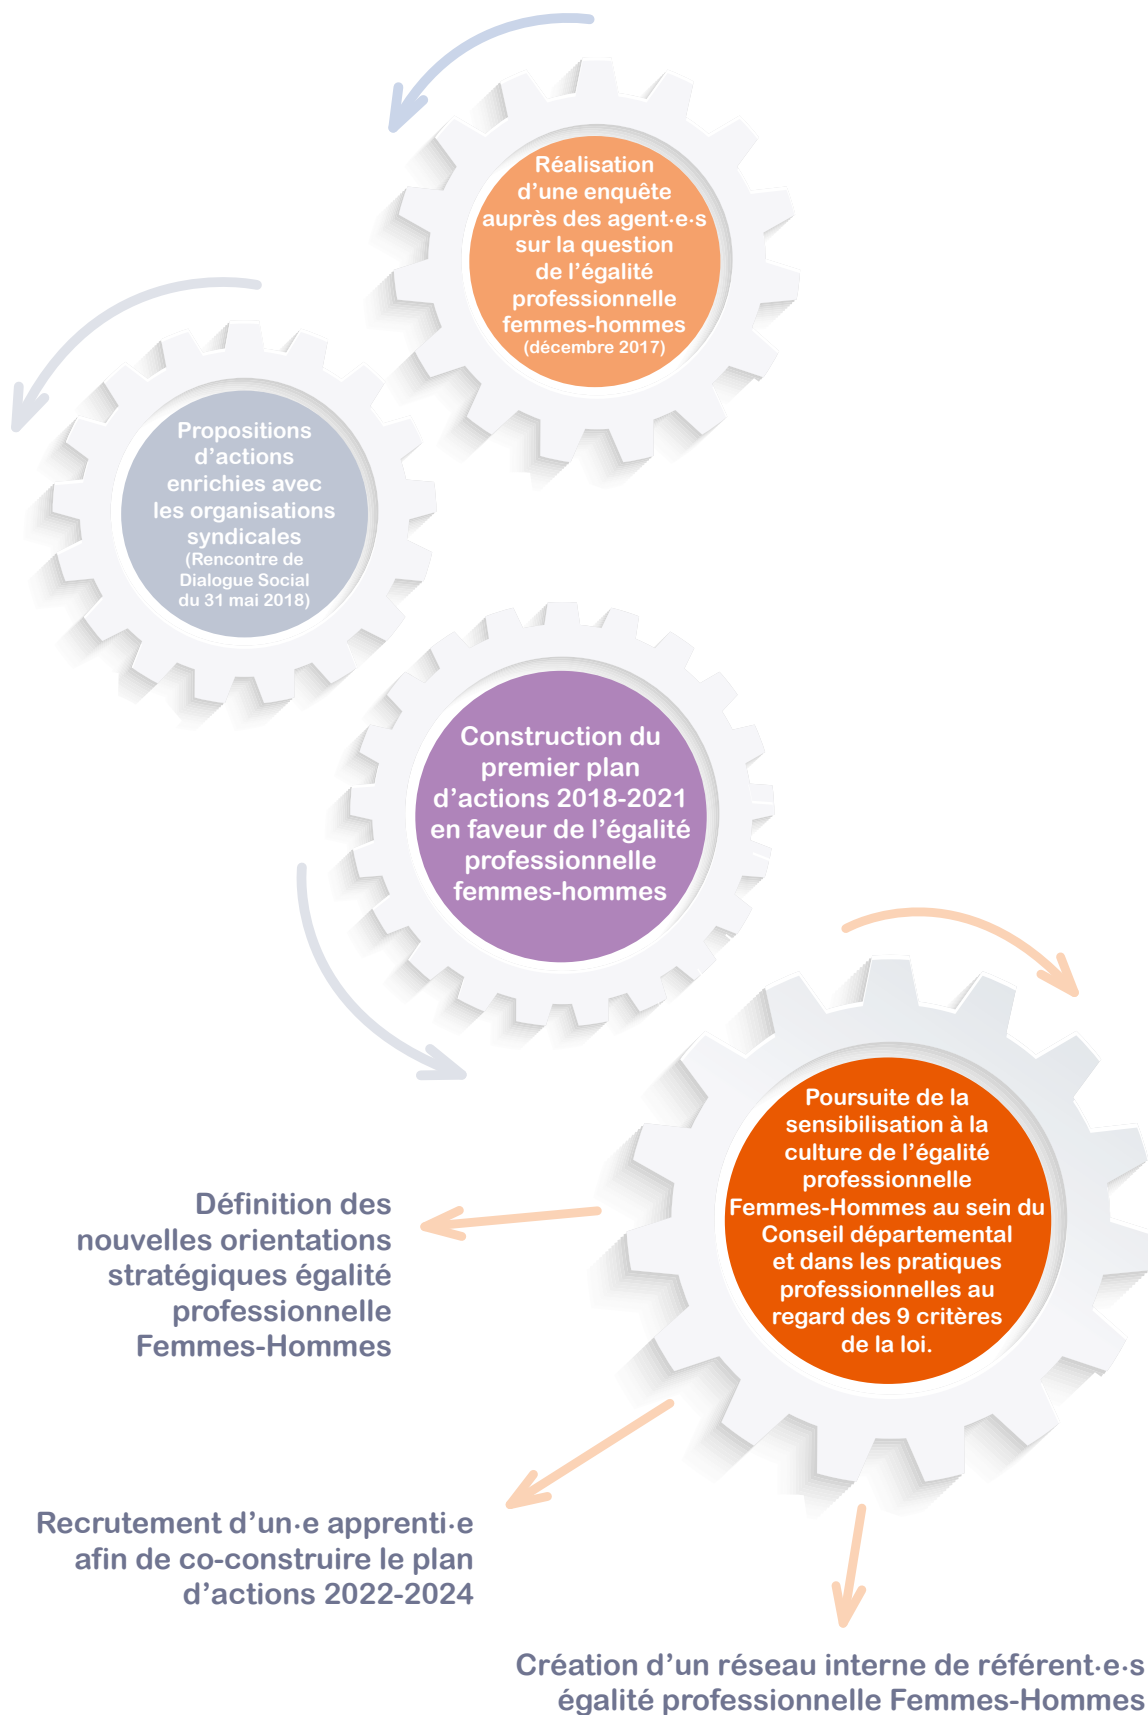 Réalisation
d’une enquête
auprès des agent·e·s
sur la question
de l’égalité
professionnelle
femmes-hommes
(décembre 2017)
Propositions
d’actions
enrichies avec
les organisations
syndicales
(Rencontre de
Dialogue Social
du 31 mai 2018)
Construction du
premier plan
d’actions 2018-2021
en faveur de l’égalité
professionnelle
femmes-hommes
Poursuite de la
sensibilisation à la
culture de l’égalité
professionnelle
Femmes-Hommes au sein du
Conseil départemental
et dans les pratiques
professionnelles au
regard des 9 critères
de la loi.
Définition des
nouvelles orientations
stratégiques égalité
professionnelle
Femmes-Hommes
Recrutement d’un·e apprenti·e
afin de co-construire le plan
d’actions 2022-2024
Création d’un réseau interne de référent·e·s
égalité professionnelle Femmes-Hommes